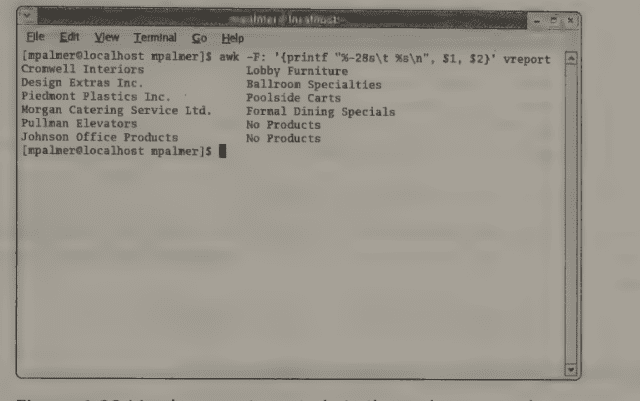 File Edit View Terminal Go Help
[mpalmer@localhost mpalmer]$ awk -F: '{printf "%-28s\t %s\n", $1, $2}' vreport
Cromwell Interiors Lobby Furniture
Design Extras Inc. Ballroom Specialties
Piedmont Plastics Inc. Poolside Carts
Morgan Catering Service Ltd. Formal Dining Specials
Pullman Elevators No Products
Johnson Office Products No Products
[mpalmer@localhost mpalmer]$